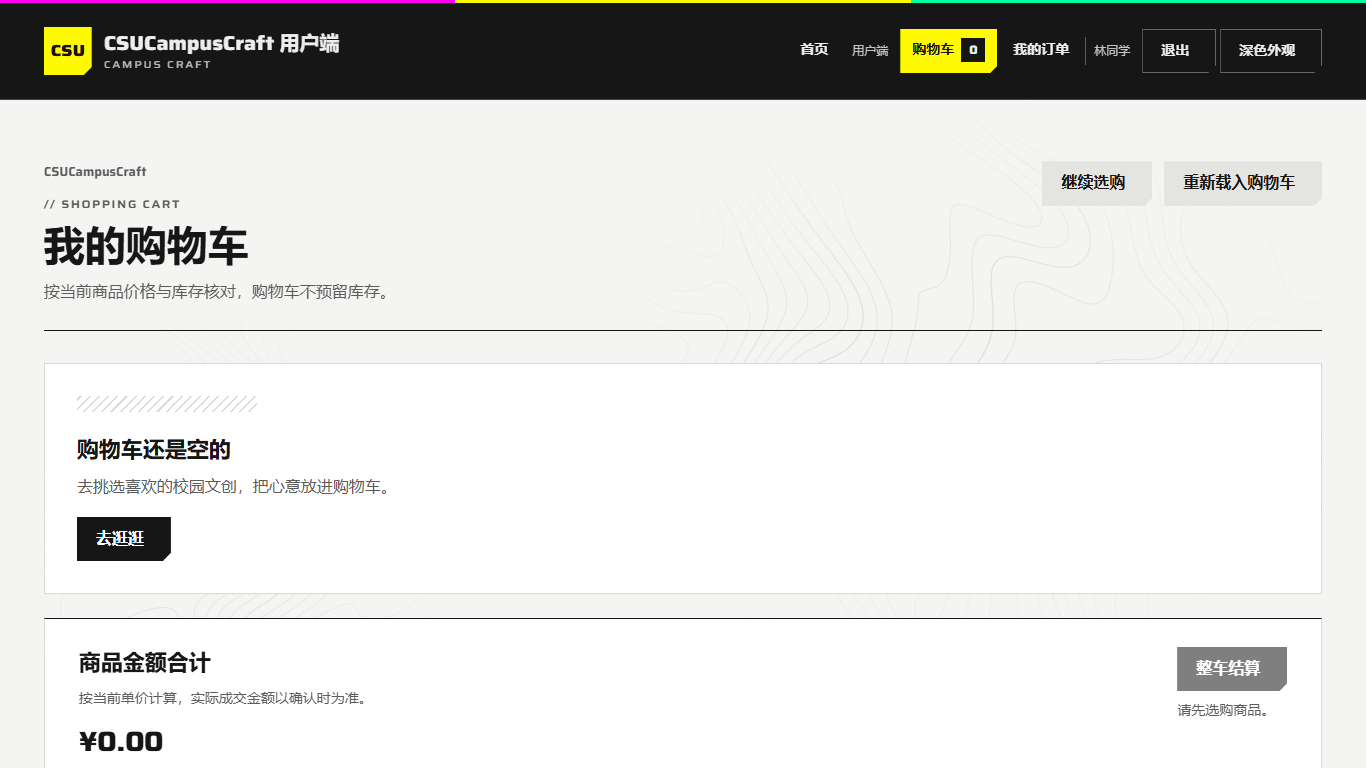 CSU
CSUCampusCraft 用户端
CAMPUS CRAFT
首页
用户端
购物车 0
我的订单
林同学
退出
深色外观
CSUCampusCraft
// SHOPPING CART
我的购物车
按当前商品价格与库存核对，购物车不预留库存。
继续选购
重新载入购物车
购物车还是空的
去挑选喜欢的校园文创，把心意放进购物车。
去逛逛
商品金额合计
按当前单价计算，实际成交金额以确认时为准。
¥0.00
整车结算
请先选购商品。